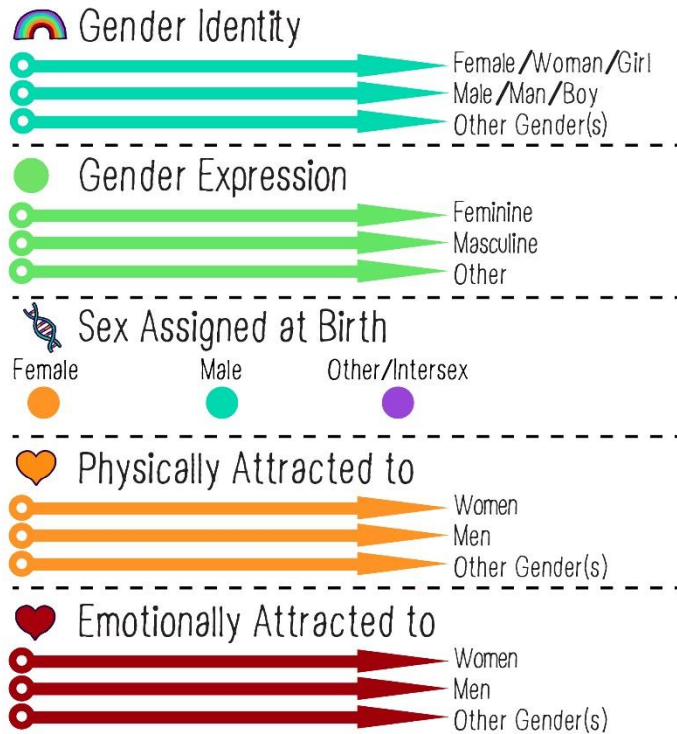 Gender Identity
Female/Woman/Girl
Male/Man/Boy
Other Gender(s)
Gender Expression
Feminine
Masculine
Other
Sex Assigned at Birth
Female Male Other/Intersex
Physically Attracted to
Women
Men
Other Gender(s)
Emotionally Attracted to
Women
Men
Other Gender(s)